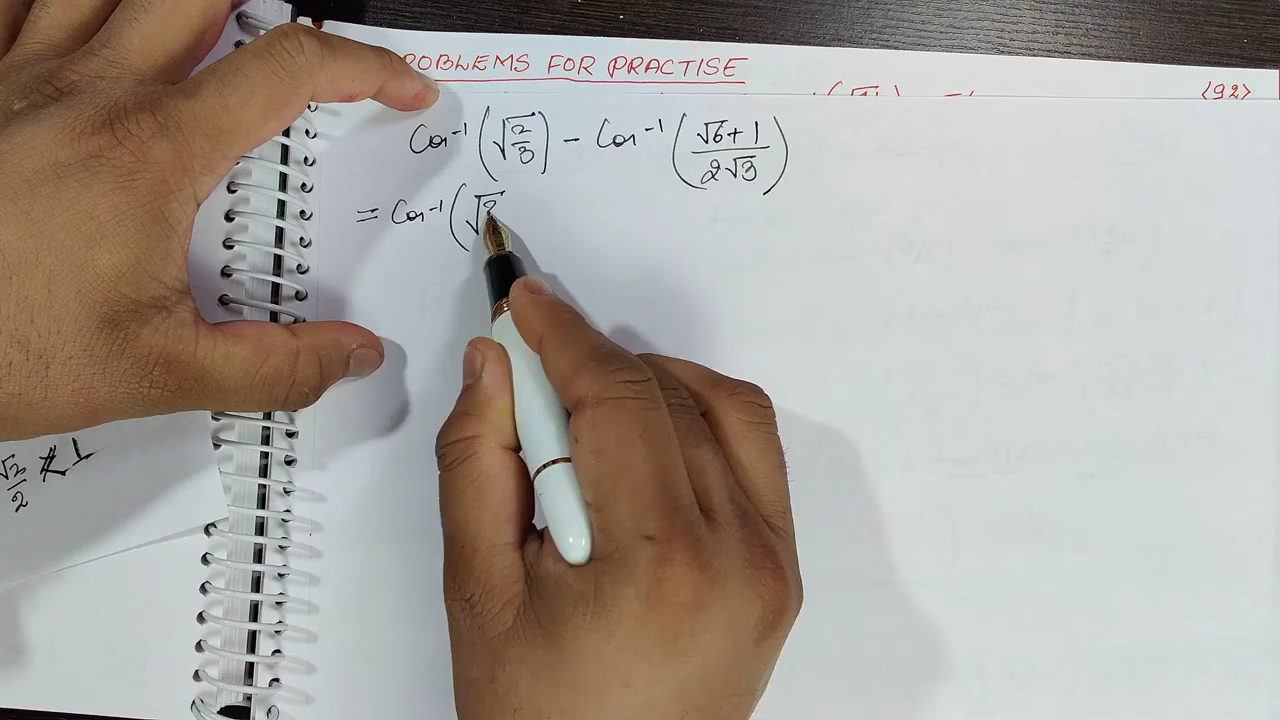 ROBLEMS FOR PRACTISE
<92>
Cos⁻¹(√(2/3)) - Cos⁻¹((√6+1)/(2√3))
= Cos⁻¹(√2
√2/2 1